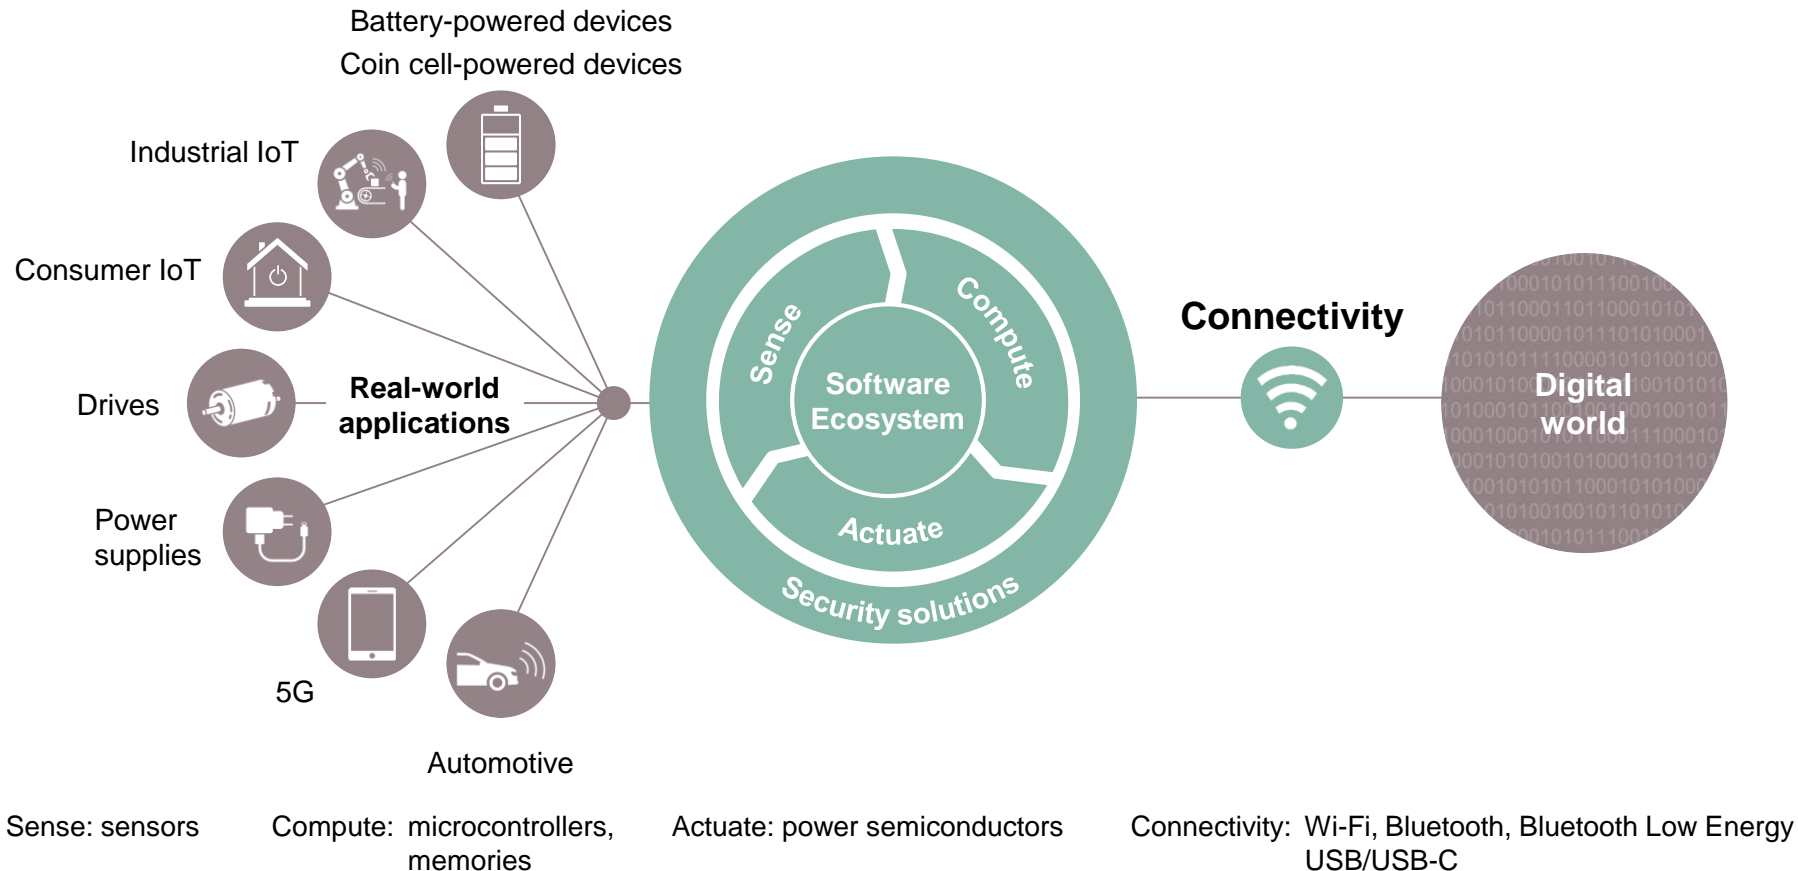 Battery-powered devices
Coin cell-powered devices
Industrial IoT
Consumer IoT
Drives
Real-world
applications
Power
supplies
5G
Automotive
Sense
Compute
Software
Ecosystem
Actuate
Security solutions
Connectivity
Digital
world
Sense: sensors
Compute: microcontrollers,
memories
Actuate: power semiconductors
Connectivity: Wi-Fi, Bluetooth, Bluetooth Low Energy
USB/USB-C